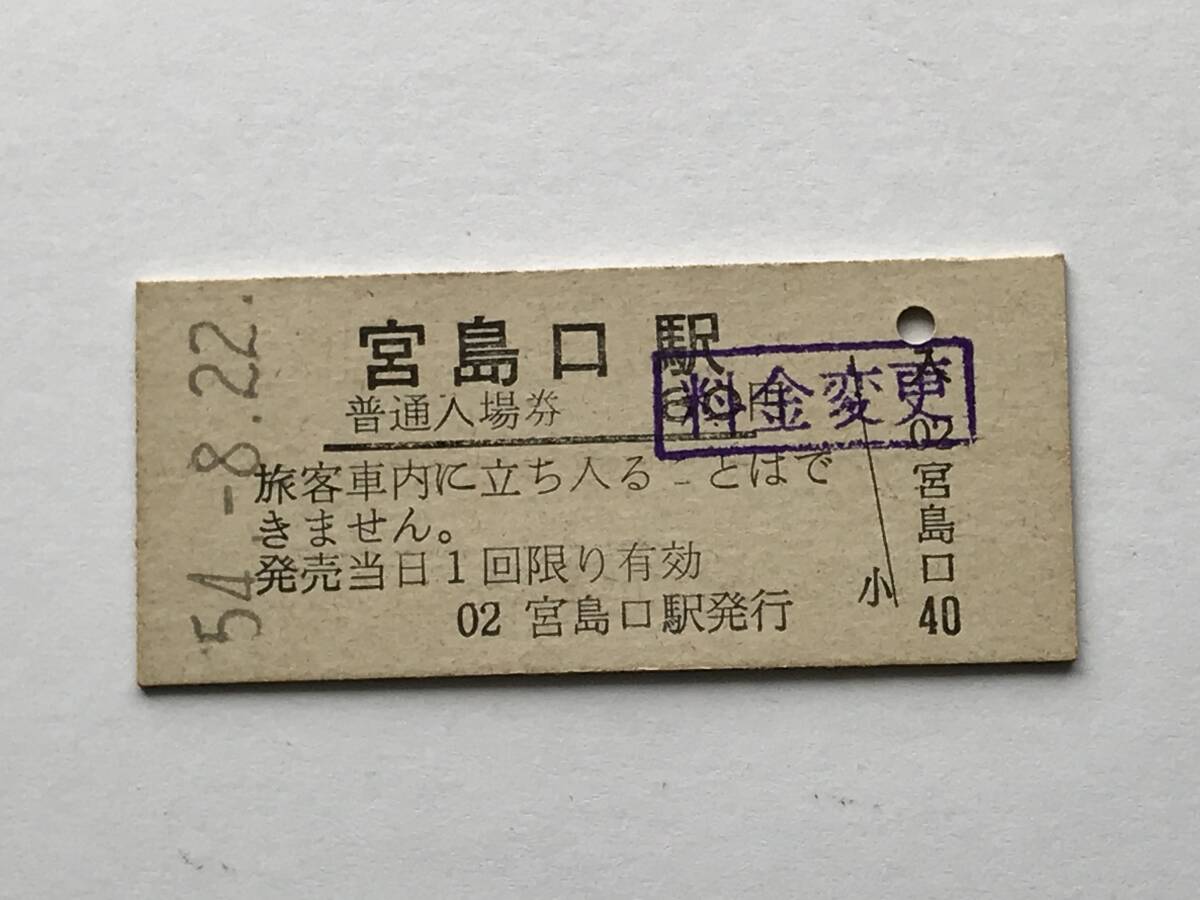 54.-8.22.
宮島口駅
普通入場券 円
料金変更
旅客車内に立ち入ることはで
きません。
発売当日1回限り有効
02 宮島口駅発行
小
02
宮島口
40